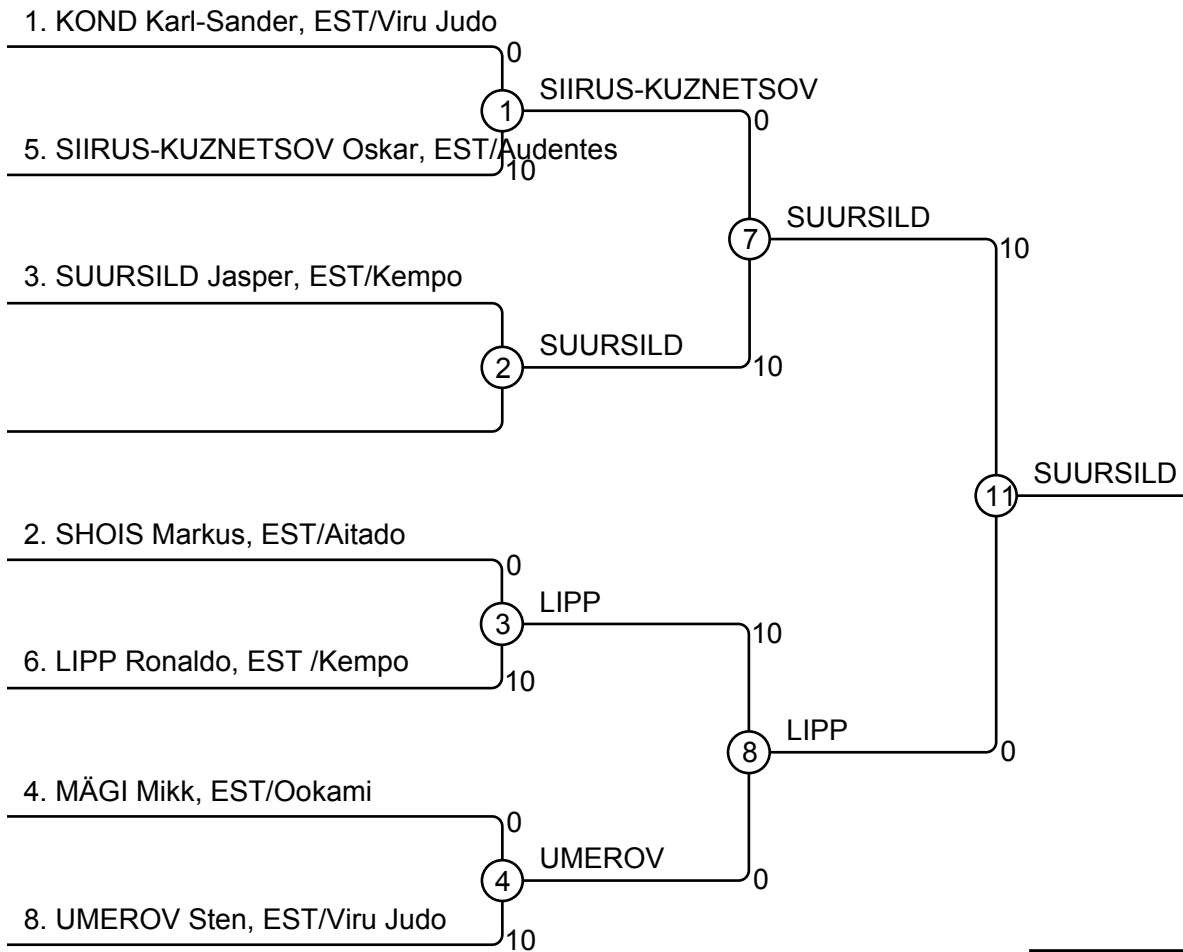 1. KOND Karl-Sander, EST/Viru Judo
0
SIIRUS-KUZNETSOV
1
0
5. SIIRUS-KUZNETSOV Oskar, EST/Audentes
10
SUURSILD
7
10
3. SUURSILD Jasper, EST/Kempo
SUURSILD
2
10
SUURSILD
11
2. SHOIS Markus, EST/Aitado
0
LIPP
3
10
6. LIPP Ronaldo, EST /Kempo
10
LIPP
8
0
4. MÄGI Mikk, EST/Ookami
0
UMEROV
4
0
8. UMEROV Sten, EST/Viru Judo
10